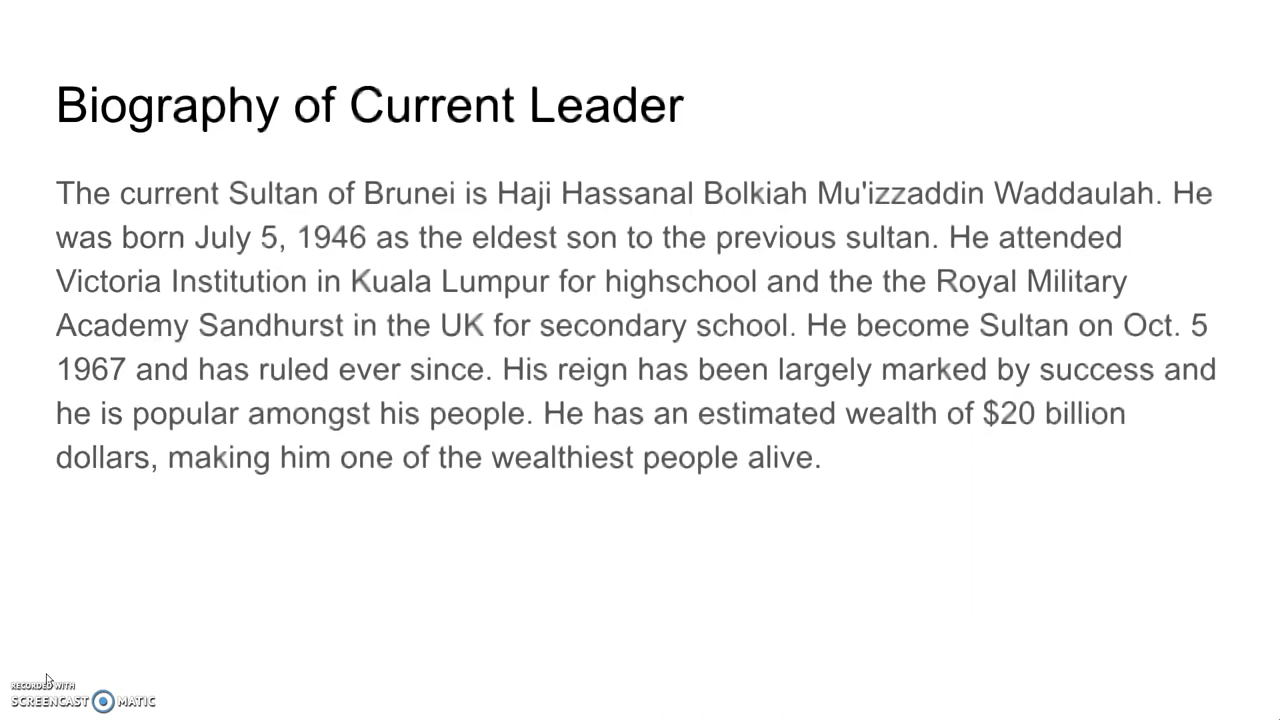 Biography of Current Leader
The current Sultan of Brunei is Haji Hassanal Bolkiah Mu'izzaddin Waddaulah. He
was born July 5, 1946 as the eldest son to the previous sultan. He attended
Victoria Institution in Kuala Lumpur for highschool and the the Royal Military
Academy Sandhurst in the UK for secondary school. He become Sultan on Oct. 5
1967 and has ruled ever since. His reign has been largely marked by success and
he is popular amongst his people. He has an estimated wealth of $20 billion
dollars, making him one of the wealthiest people alive.
RECORDED WITH
SCREENCAST MATIC